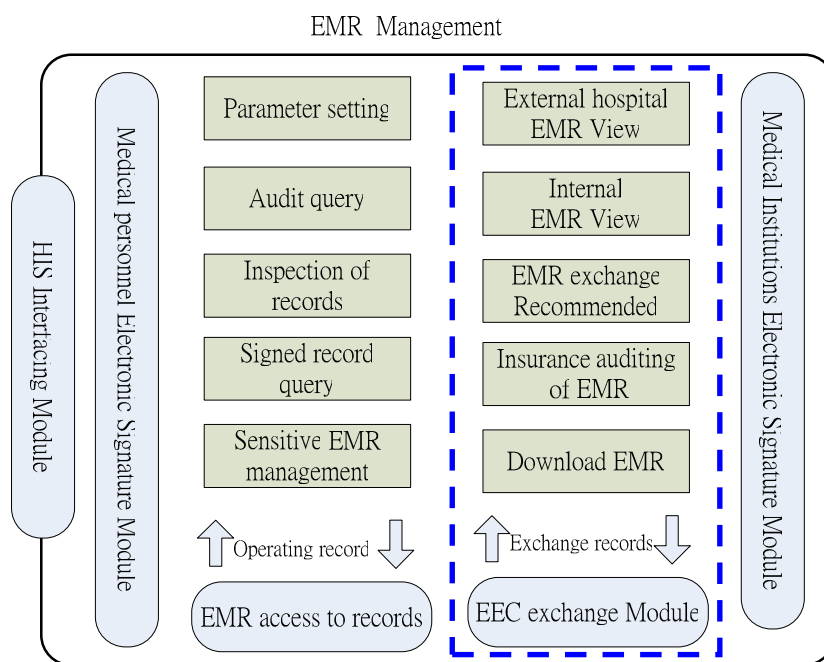 EMR Management
HIS Interfacing Module
Medical personnel Electronic Signature Module
Parameter setting
Audit query
Inspection of
records
Signed record
query
Sensitive EMR
management
Operating record
EMR access to records
External hospital
EMR View
Internal
EMR View
EMR exchange
Recommended
Insurance auditing
of EMR
Download EMR
Exchange records
EEC exchange Module
Medical Institutions Electronic Signature Module